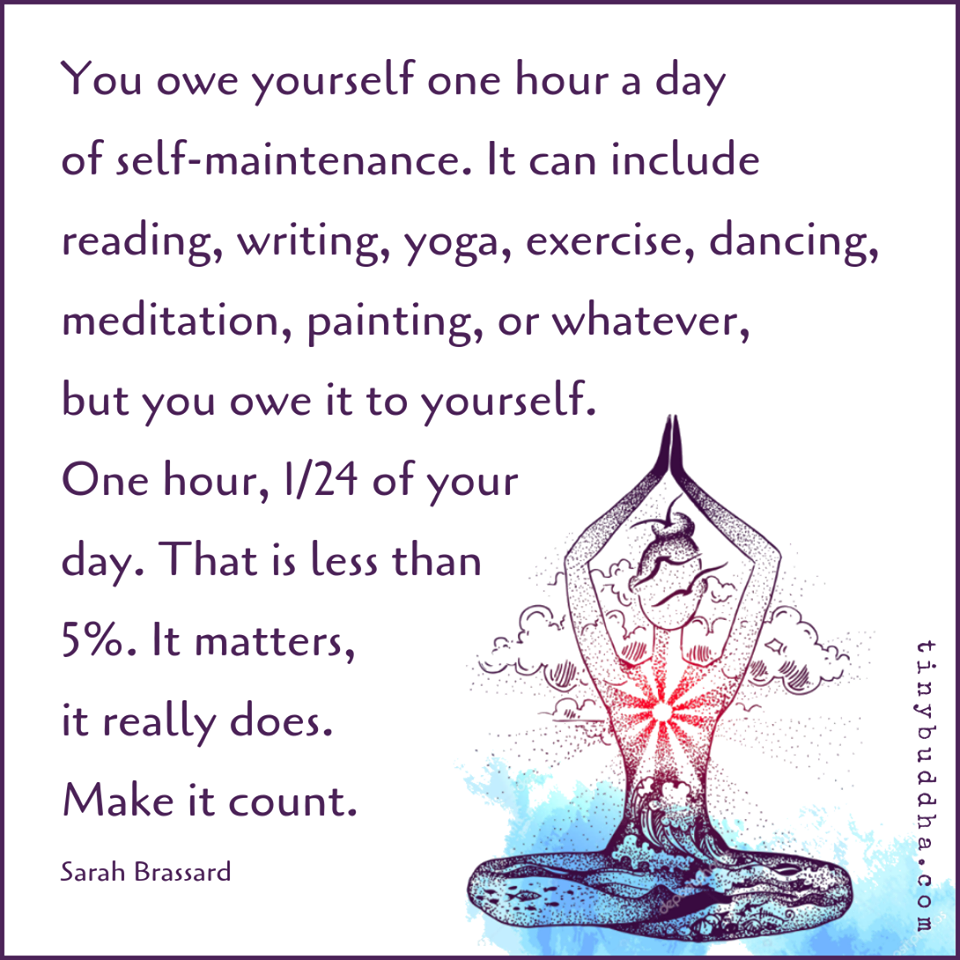 You owe yourself one hour a day
of self-maintenance. It can include
reading, writing, yoga, exercise, dancing,
meditation, painting, or whatever,
but you owe it to yourself.
One hour, 1/24 of your
day. That is less than
5%. It matters,
it really does.
Make it count.
Sarah Brassard
tinybuddha.com